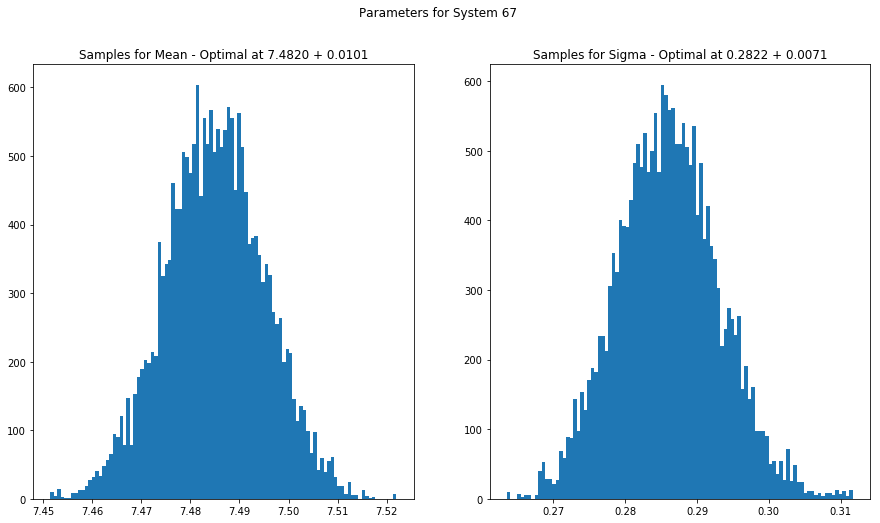 Parameters for System 67
Samples for Mean - Optimal at 7.4820 + 0.0101
600
500
400
300
200
100
0
7.45 7.46 7.47 7.48 7.49 7.50 7.51 7.52
Samples for Sigma - Optimal at 0.2822 + 0.0071
600
500
400
300
200
100
0
0.27 0.28 0.29 0.30 0.31